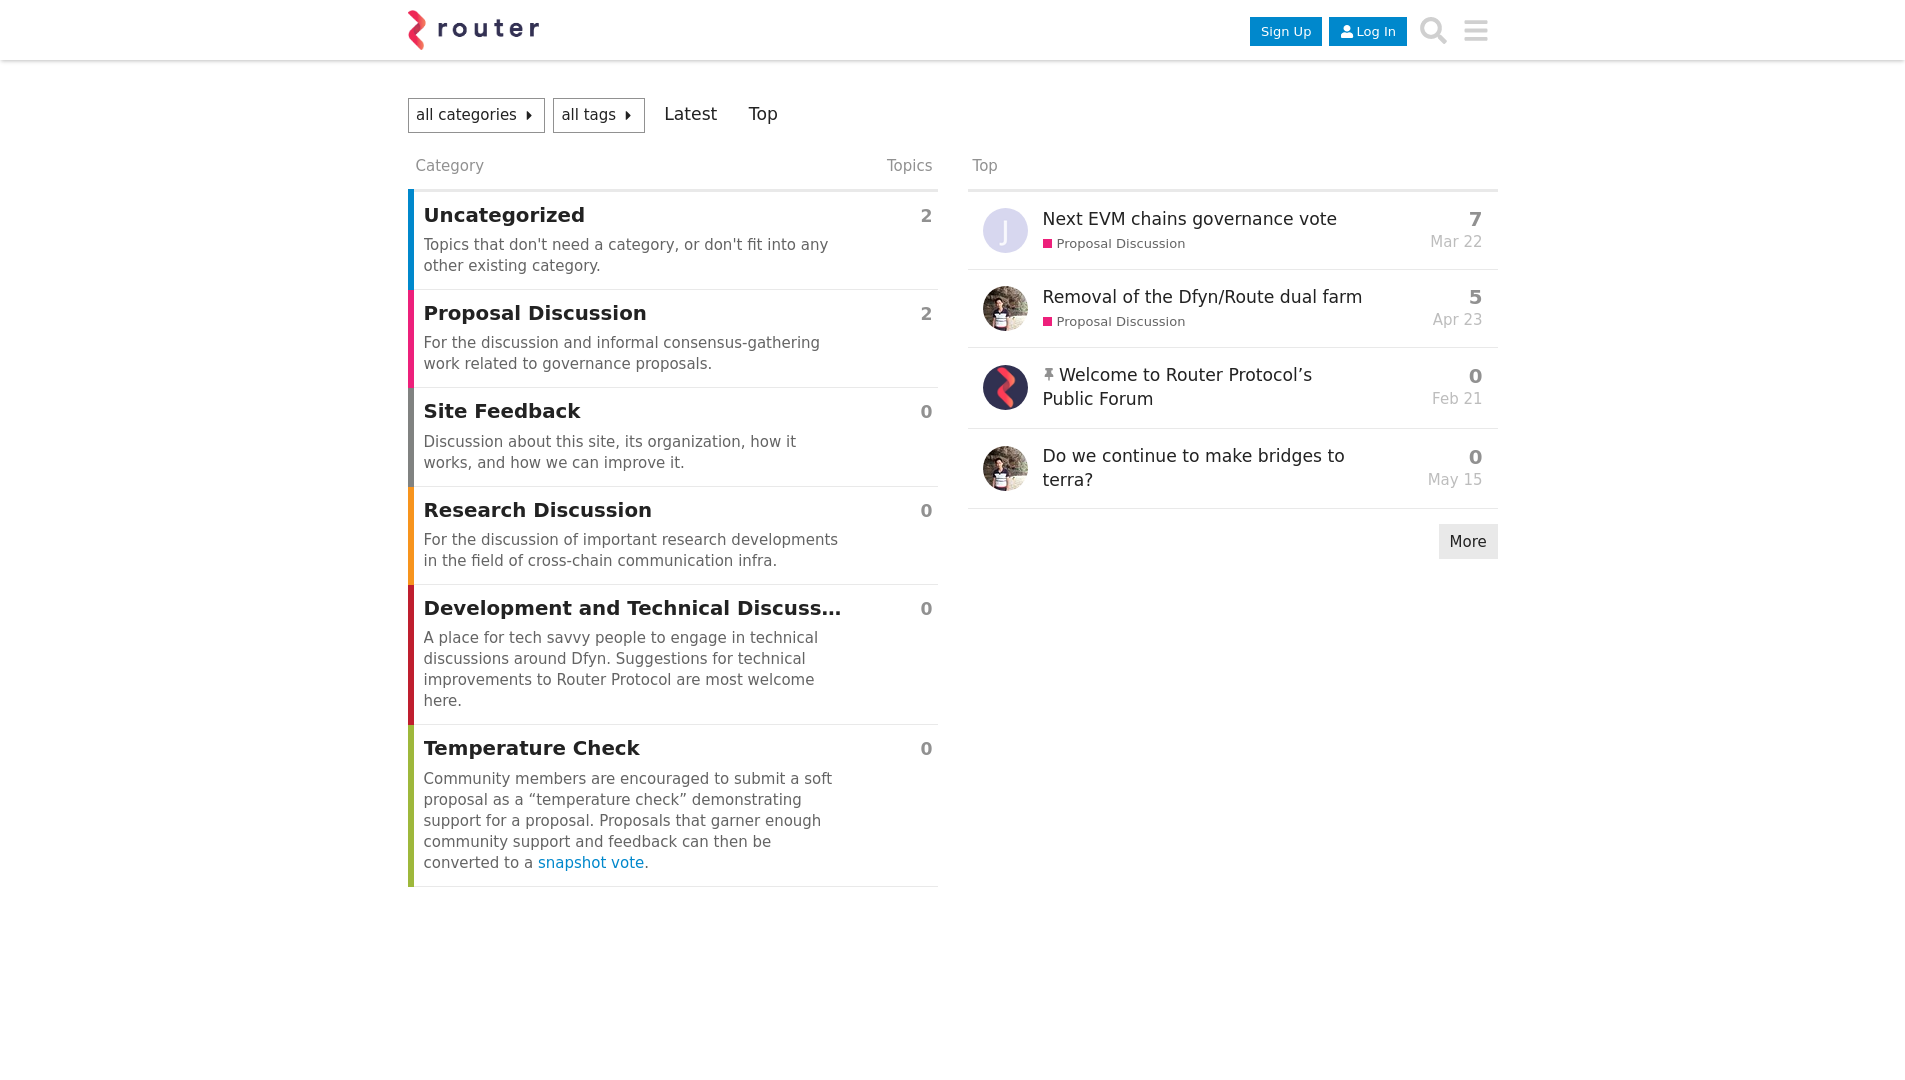 router
Sign Up
Log In
all categories
all tags
Latest
Top
Category
Topics
Uncategorized
2
Topics that don't need a category, or don't fit into any
other existing category.
Proposal Discussion
2
For the discussion and informal consensus-gathering
work related to governance proposals.
Site Feedback
0
Discussion about this site, its organization, how it
works, and how we can improve it.
Research Discussion
0
For the discussion of important research developments
in the field of cross-chain communication infra.
Development and Technical Discuss…
0
A place for tech savvy people to engage in technical
discussions around Dfyn. Suggestions for technical
improvements to Router Protocol are most welcome
here.
Temperature Check
0
Community members are encouraged to submit a soft
proposal as a “temperature check” demonstrating
support for a proposal. Proposals that garner enough
community support and feedback can then be
converted to a snapshot vote.
Top
J
Next EVM chains governance vote
7
Proposal Discussion
Mar 22
Removal of the Dfyn/Route dual farm
5
Proposal Discussion
Apr 23
Welcome to Router Protocol’s
Public Forum
0
Feb 21
Do we continue to make bridges to
terra?
0
May 15
More